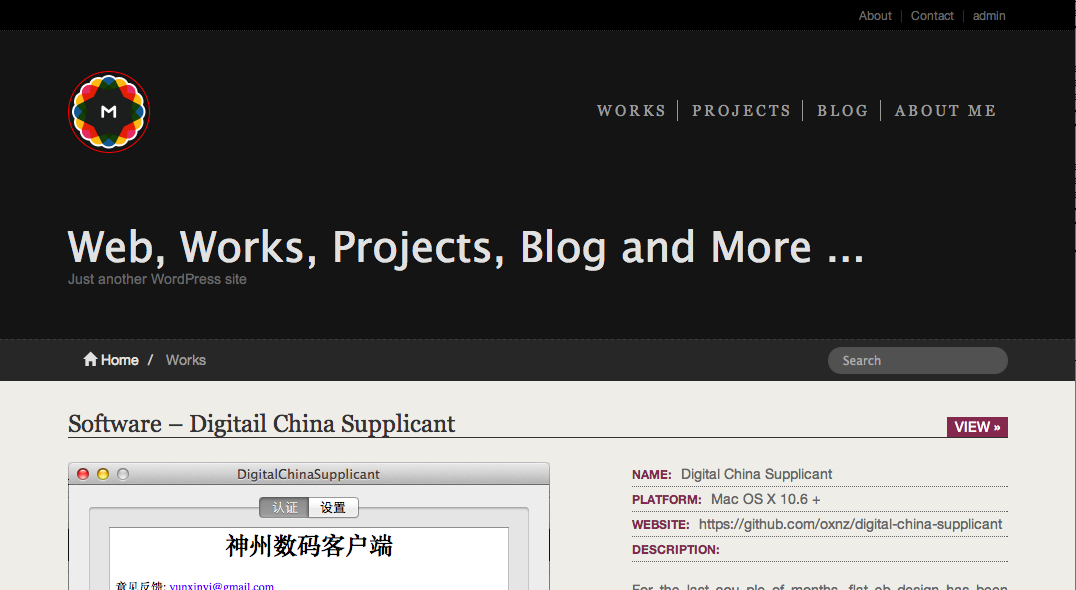 About | Contact | admin
M
WORKS | PROJECTS | BLOG | ABOUT ME
Web, Works, Projects, Blog and More ...
Just another WordPress site
Home / Works
Search
Software – Digitail China Supplicant
VIEW »
DigitalChinaSupplicant
认证 设置
神州数码客户端
意见反馈: yunxinyi@gmail.com
NAME: Digital China Supplicant
PLATFORM: Mac OS X 10.6 +
WEBSITE: https://github.com/oxnz/digital-china-supplicant
DESCRIPTION:
For the last cou ple of months, flat ob design has been